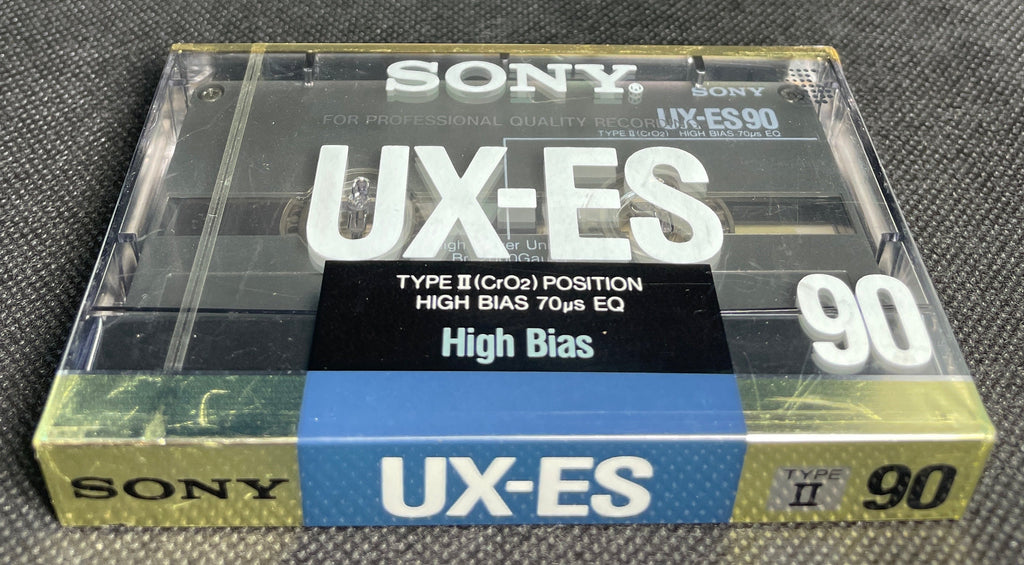 SONY®
SONY
UX-ES90
FOR PROFESSIONAL QUALITY RECORDING
TYPE II (CrO2) HIGH BIAS 70µs EQ
UX-ES
TYPE II (CrO2) POSITION
HIGH BIAS 70µs EQ
High Bias
90
SONY
UX-ES
TYPE II
90